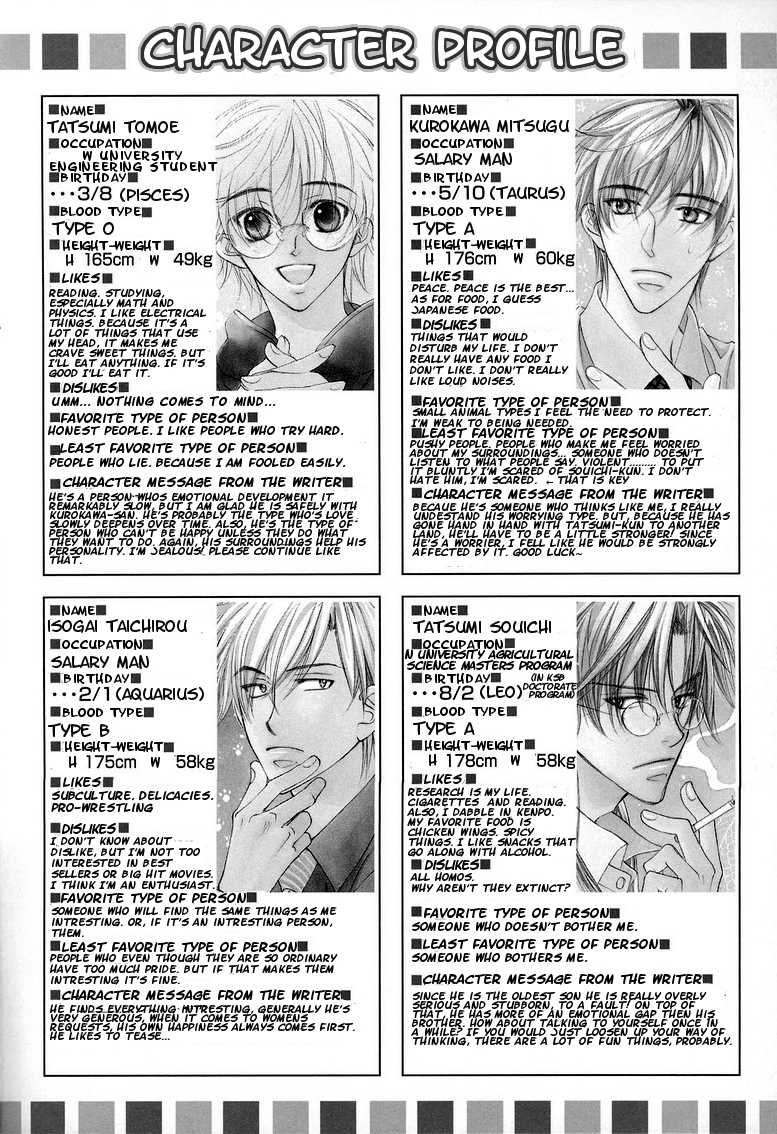 CHARACTER PROFILE
■NAME■
TATSUMI TOMOE
■OCCUPATION■
W UNIVERSITY
ENGINEERING STUDENT
■BIRTHDAY■
···3/8 (PISCES)
■BLOOD TYPE■
TYPE O
■HEIGHT-WEIGHT■
H 165cm W 49kg
■LIKES■
READING. STUDYING,
ESPECIALLY MATH AND
PHYSICS. I LIKE ELECTRICAL
THINGS. BECAUSE IT'S A
LOT OF THINGS THAT USE
MY HEAD, IT MAKES ME
CRAVE SWEET THINGS. BUT
I'LL EAT ANYTHING. IF IT'S
GOOD I'LL EAT IT.
■DISLIKES■
UMM... NOTHING COMES TO MIND...
■FAVORITE TYPE OF PERSON■
HONEST PEOPLE. I LIKE PEOPLE WHO TRY HARD.
■LEAST FAVORITE TYPE OF PERSON■
PEOPLE WHO LIE. BECAUSE I AM FOOLED EASILY.
■CHARACTER MESSAGE FROM THE WRITER■
HE'S A PERSON WHOS EMOTIONAL DEVELOPMENT IT
REMARKABLY SLOW, BUT I AM GLAD HE IS SAFELY WITH
KUROKAWA-SAN. HE'S PROBABLY THE TYPE WHO'S LOVE
SLOWLY DEEPENS OVER TIME. ALSO, HE'S THE TYPE OF
PERSON WHO CAN'T BE HAPPY UNLESS THEY DO WHAT
THEY WANT TO DO. AGAIN, HIS SURROUNDINGS HELP HIS
PERSONALITY. I'M JEALOUS! PLEASE CONTINUE LIKE
THAT.
■NAME■
KUROKAWA MITSUGU
■OCCUPATION■
SALARY MAN
■BIRTHDAY■
···5/10 (TAURUS)
■BLOOD TYPE■
TYPE A
■HEIGHT-WEIGHT■
H 176cm W 60kg
■LIKES■
PEACE. PEACE IS THE BEST...
AS FOR FOOD, I GUESS
JAPANESE FOOD.
■DISLIKES■
THINGS THAT WOULD
DISTURB MY LIFE. I DON'T
REALLY HAVE ANY FOOD I
DON'T LIKE. I DON'T REALLY
LIKE LOUD NOISES.
■FAVORITE TYPE OF PERSON■
SMALL ANIMAL TYPES I FEEL THE NEED TO PROTECT.
I'M WEAK TO BEING NEEDED.
■LEAST FAVORITE TYPE OF PERSON■
PUSHY PEOPLE. PEOPLE WHO MAKE ME FEEL WORRIED
ABOUT MY SURROUNDINGS... SOMEONE WHO DOESN'T
LISTEN TO WHAT PEOPLE SAY. VIOLENT......... TO PUT
IT BLUNTLY I'M SCARED OF SOUICHI-KUN. I DON'T
HATE HIM, I'M SCARED. ←THAT IS KEY
■CHARACTER MESSAGE FROM THE WRITER■
BECAUE HE'S SOMEONE WHO THINKS LIKE ME, I REALLY
UNDERSTAND HIS WORRYING TYPE. BUT, BECAUSE HE HAS
GONE HAND IN HAND WITH TATSUMI-KUN TO ANOTHER
LAND, HE'LL HAVE TO BE A LITTLE STRONGER! SINCE
HE'S A WORRIER, I FELL LIKE HE WOULD BE STRONGLY
AFFECTED BY IT. GOOD LUCK~
■NAME■
ISOGAI TAICHIROU
■OCCUPATION■
SALARY MAN
■BIRTHDAY■
···2/1 (AQUARIUS)
■BLOOD TYPE■
TYPE B
■HEIGHT-WEIGHT■
H 175cm W 58kg
■LIKES■
SUBCULTURE. DELICACIES.
PRO-WRESTLING
■DISLIKES■
I DON'T KNOW ABOUT
DISLIKE, BUT I'M NOT TOO
INTERESTED IN BEST
SELLERS OR BIG HIT MOVIES.
I THINK I'M AN ENTHUSIAST.
■FAVORITE TYPE OF PERSON■
SOMEONE WHO WILL FIND THE SAME THINGS AS ME
INTRESTING. OR, IF IT'S AN INTRESTING PERSON,
THEM.
■LEAST FAVORITE TYPE OF PERSON■
PEOPLE WHO EVEN THOUGH THEY ARE SO ORDINARY
HAVE TOO MUCH PRIDE. BUT IF THAT MAKES THEM
INTRESTING IT'S FINE.
■CHARACTER MESSAGE FROM THE WRITER■
HE FINDS EVERYTHING INTRESTING, GENERALLY HE'S
VERY GENEROUS, WHEN IT COMES TO WOMENS
REQUESTS, HIS OWN HAPPINESS ALWAYS COMES FIRST.
HE LIKES TO TEASE...
■NAME■
TATSUMI SOUICHI
■OCCUPATION■
N UNIVERSITY AGRICULTURAL
SCIENCE MASTERS PROGRAM
■BIRTHDAY■ (IN KSB
DOCTORATE
PROGRAM)
···8/2 (LEO)
■BLOOD TYPE■
TYPE A
■HEIGHT-WEIGHT■
H 178cm W 58kg
■LIKES■
RESEARCH IS MY LIFE.
CIGARETTES AND READING.
ALSO, I DABBLE IN KENPO.
MY FAVORITE FOOD IS
CHICKEN WINGS. SPICY
THINGS. I LIKE SNACKS THAT
GO ALONG WITH ALCOHOL.
■DISLIKES■
ALL HOMOS.
WHY AREN'T THEY EXTINCT?
■FAVORITE TYPE OF PERSON■
SOMEONE WHO DOESN'T BOTHER ME.
■LEAST FAVORITE TYPE OF PERSON■
SOMEONE WHO BOTHERS ME.
■CHARACTER MESSAGE FROM THE WRITER■
SINCE HE IS THE OLDEST SON HE IS REALLY OVERLY
SERIOUS AND STUBBORN, TO A FAULT! ON TOP OF
THAT, HE HAS MORE OF AN EMOTIONAL GAP THEN HIS
BROTHER. HOW ABOUT TALKING TO YOURSELF ONCE IN
A WHILE? IF YOU WOULD JUST LOOSEN UP YOUR WAY OF
THINKING, THERE ARE A LOT OF FUN THINGS, PROBABLY.